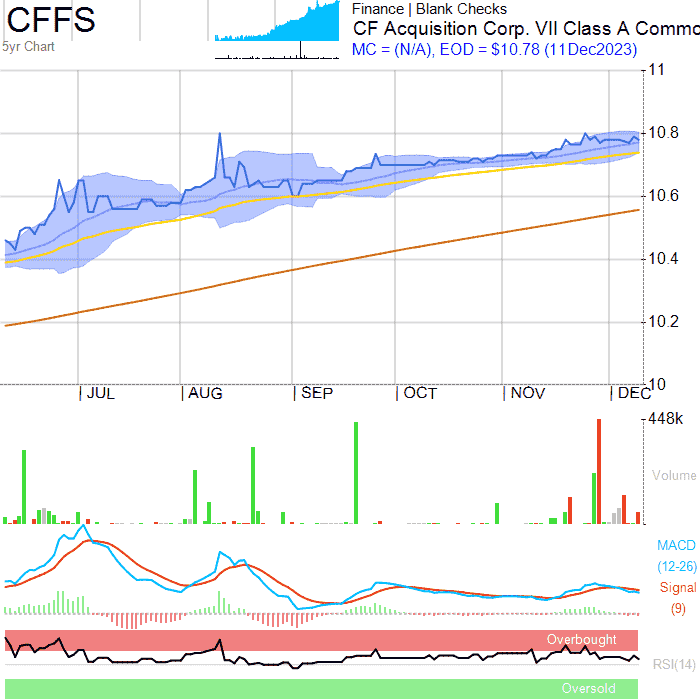 CFFS
5yr Chart
Finance | Blank Checks
CF Acquisition Corp. VII Class A Commo
MC = (N/A), EOD = $10.78 (11Dec2023)
11
10.8
10.6
10.4
10.2
10
JUL AUG SEP OCT NOV DEC
448k
Volume
MACD
(12-26)
Signal
(9)
Overbought
RSI(14)
Oversold